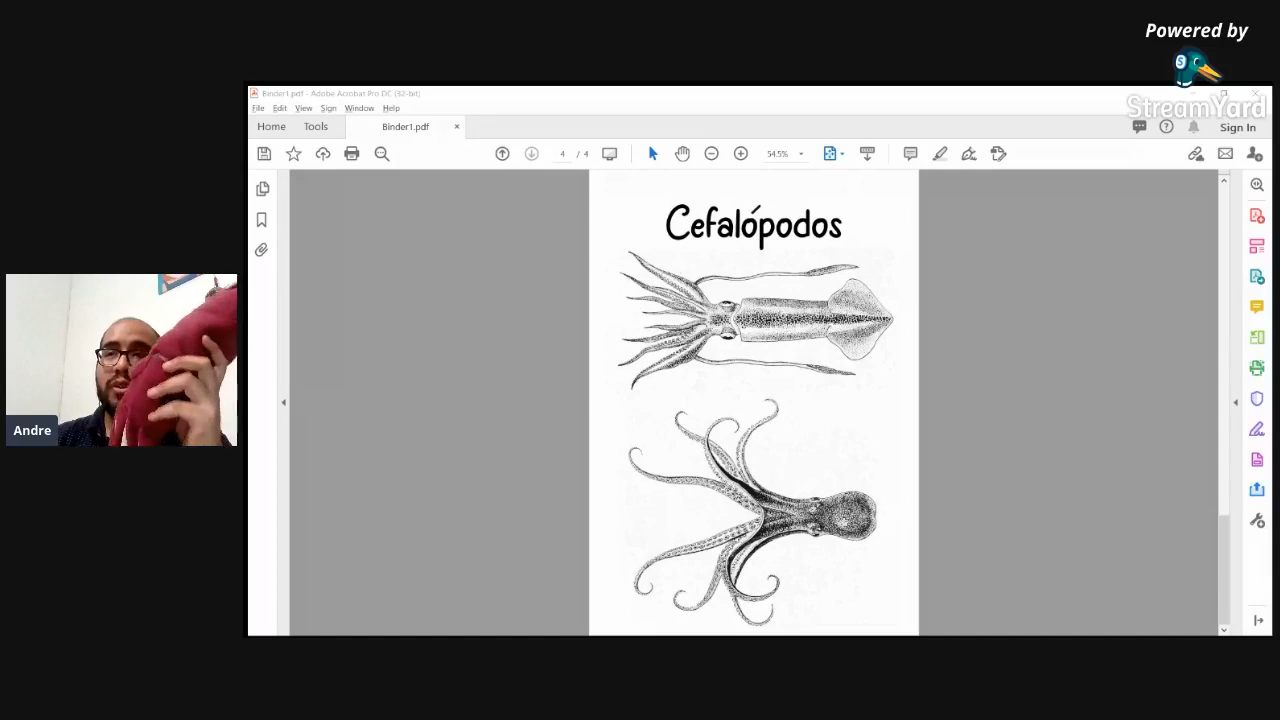 Powered by
S
StreamYard
Binder1.pdf - Adobe Acrobat Pro DC (32-bit)
File Edit View Sign Window Help
Home Tools Binder1.pdf × Sign In
4 / 4 54.5%
Cefalópodos
Andre